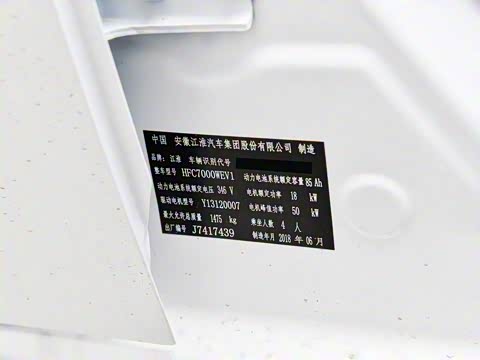 中国 安徽江淮汽车集团股份有限公司 制造
品牌: 江淮 车辆识别代号
整车型号 HFC7000WEV1 动力电池系统额定容量 85 Ah
动力电池系统额定电压 346 V 电机额定功率 18 kW
驱动电机型号 Y13120007 电机峰值功率 50 kW
最大允许总质量 1475 kg 乘坐人数 4 人
出厂编号 J7417439 制造年月 2018 年 06 月